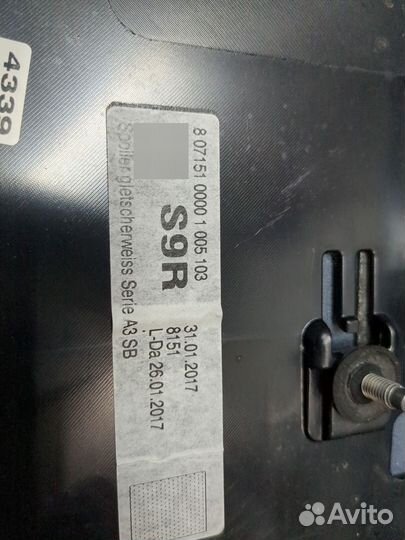 4339
8 07151 0000 1 005 103
S9R
31.01.2017
8151
L-Da 26.01.2017
Spoiler gletscherweiss Serie A3 SB
Avito